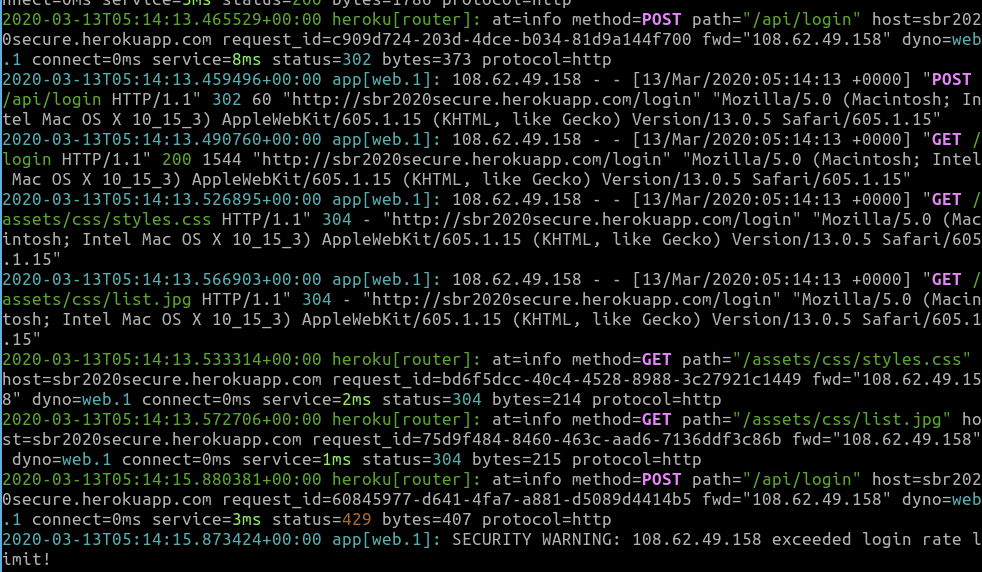 nnect=0ms service=5ms status=200 bytes=1786 protocol=http
2020-03-13T05:14:13.465529+00:00 heroku[router]: at=info method=POST path="/api/login" host=sbr202
0secure.herokuapp.com request_id=c909d724-203d-4dce-b034-81d9a144f700 fwd="108.62.49.158" dyno=web
.1 connect=0ms service=8ms status=302 bytes=373 protocol=http
2020-03-13T05:14:13.459496+00:00 app[web.1]: 108.62.49.158 - - [13/Mar/2020:05:14:13 +0000] "POST
/api/login HTTP/1.1" 302 60 "http://sbr2020secure.herokuapp.com/login" "Mozilla/5.0 (Macintosh; In
tel Mac OS X 10_15_3) AppleWebKit/605.1.15 (KHTML, like Gecko) Version/13.0.5 Safari/605.1.15"
2020-03-13T05:14:13.490760+00:00 app[web.1]: 108.62.49.158 - - [13/Mar/2020:05:14:13 +0000] "GET /
login HTTP/1.1" 200 1544 "http://sbr2020secure.herokuapp.com/login" "Mozilla/5.0 (Macintosh; Intel
 Mac OS X 10_15_3) AppleWebKit/605.1.15 (KHTML, like Gecko) Version/13.0.5 Safari/605.1.15"
2020-03-13T05:14:13.526895+00:00 app[web.1]: 108.62.49.158 - - [13/Mar/2020:05:14:13 +0000] "GET /
assets/css/styles.css HTTP/1.1" 304 - "http://sbr2020secure.herokuapp.com/login" "Mozilla/5.0 (Mac
intosh; Intel Mac OS X 10_15_3) AppleWebKit/605.1.15 (KHTML, like Gecko) Version/13.0.5 Safari/605
.1.15"
2020-03-13T05:14:13.566903+00:00 app[web.1]: 108.62.49.158 - - [13/Mar/2020:05:14:13 +0000] "GET /
assets/css/list.jpg HTTP/1.1" 304 - "http://sbr2020secure.herokuapp.com/login" "Mozilla/5.0 (Macin
tosh; Intel Mac OS X 10_15_3) AppleWebKit/605.1.15 (KHTML, like Gecko) Version/13.0.5 Safari/605.1
.15"
2020-03-13T05:14:13.533314+00:00 heroku[router]: at=info method=GET path="/assets/css/styles.css"
host=sbr2020secure.herokuapp.com request_id=bd6f5dcc-40c4-4528-8988-3c27921c1449 fwd="108.62.49.15
8" dyno=web.1 connect=0ms service=2ms status=304 bytes=214 protocol=http
2020-03-13T05:14:13.572706+00:00 heroku[router]: at=info method=GET path="/assets/css/list.jpg" ho
st=sbr2020secure.herokuapp.com request_id=75d9f484-8460-463c-aad6-7136ddf3c86b fwd="108.62.49.158"
 dyno=web.1 connect=0ms service=1ms status=304 bytes=215 protocol=http
2020-03-13T05:14:15.880381+00:00 heroku[router]: at=info method=POST path="/api/login" host=sbr202
0secure.herokuapp.com request_id=60845977-d641-4fa7-a881-d5089d4414b5 fwd="108.62.49.158" dyno=web
.1 connect=0ms service=3ms status=429 bytes=407 protocol=http
2020-03-13T05:14:15.873424+00:00 app[web.1]: SECURITY WARNING: 108.62.49.158 exceeded login rate l
imit!